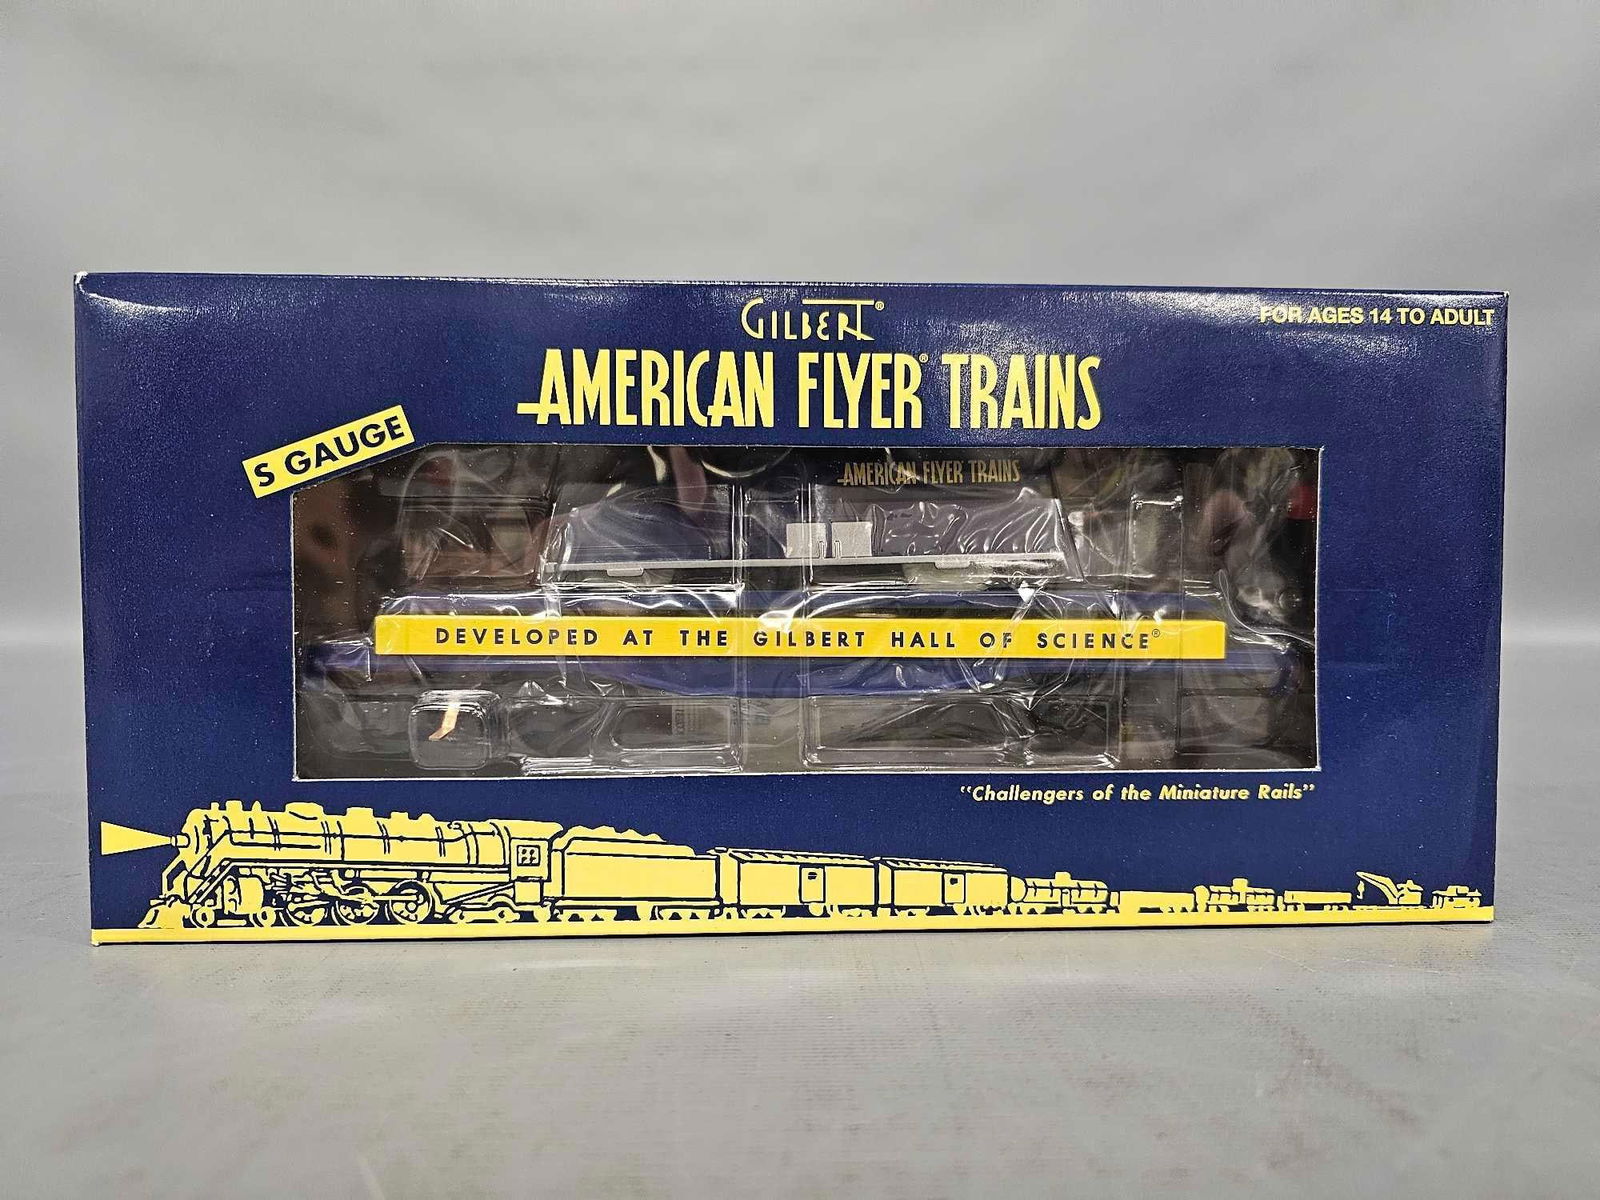 GILBERT®
FOR AGES 14 TO ADULT
AMERICAN FLYER® TRAINS
S GAUGE
AMERICAN FLYER TRAINS
DEVELOPED AT THE GILBERT HALL OF SCIENCE®
"Challengers of the Miniature Rails"